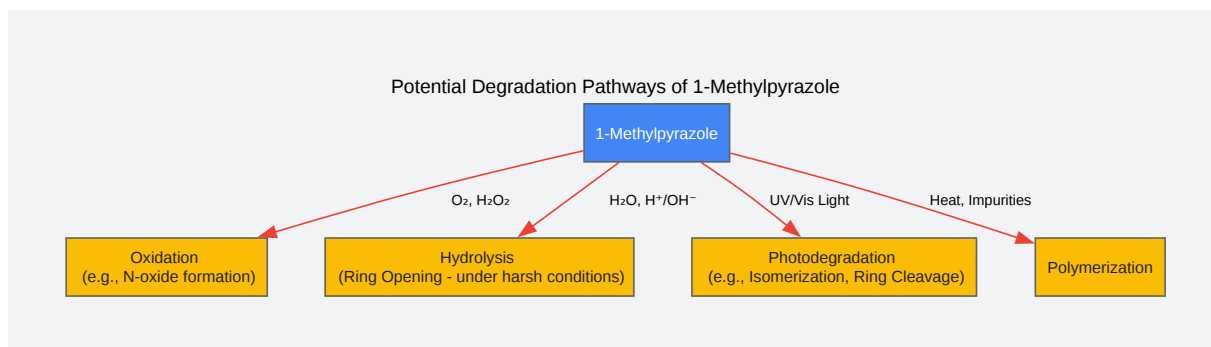 Potential Degradation Pathways of 1-Methylpyrazole
1-Methylpyrazole
O₂, H₂O₂
H₂O, H⁺/OH⁻
UV/Vis Light
Heat, Impurities
Oxidation
(e.g., N-oxide formation)
Hydrolysis
(Ring Opening - under harsh conditions)
Photodegradation
(e.g., Isomerization, Ring Cleavage)
Polymerization